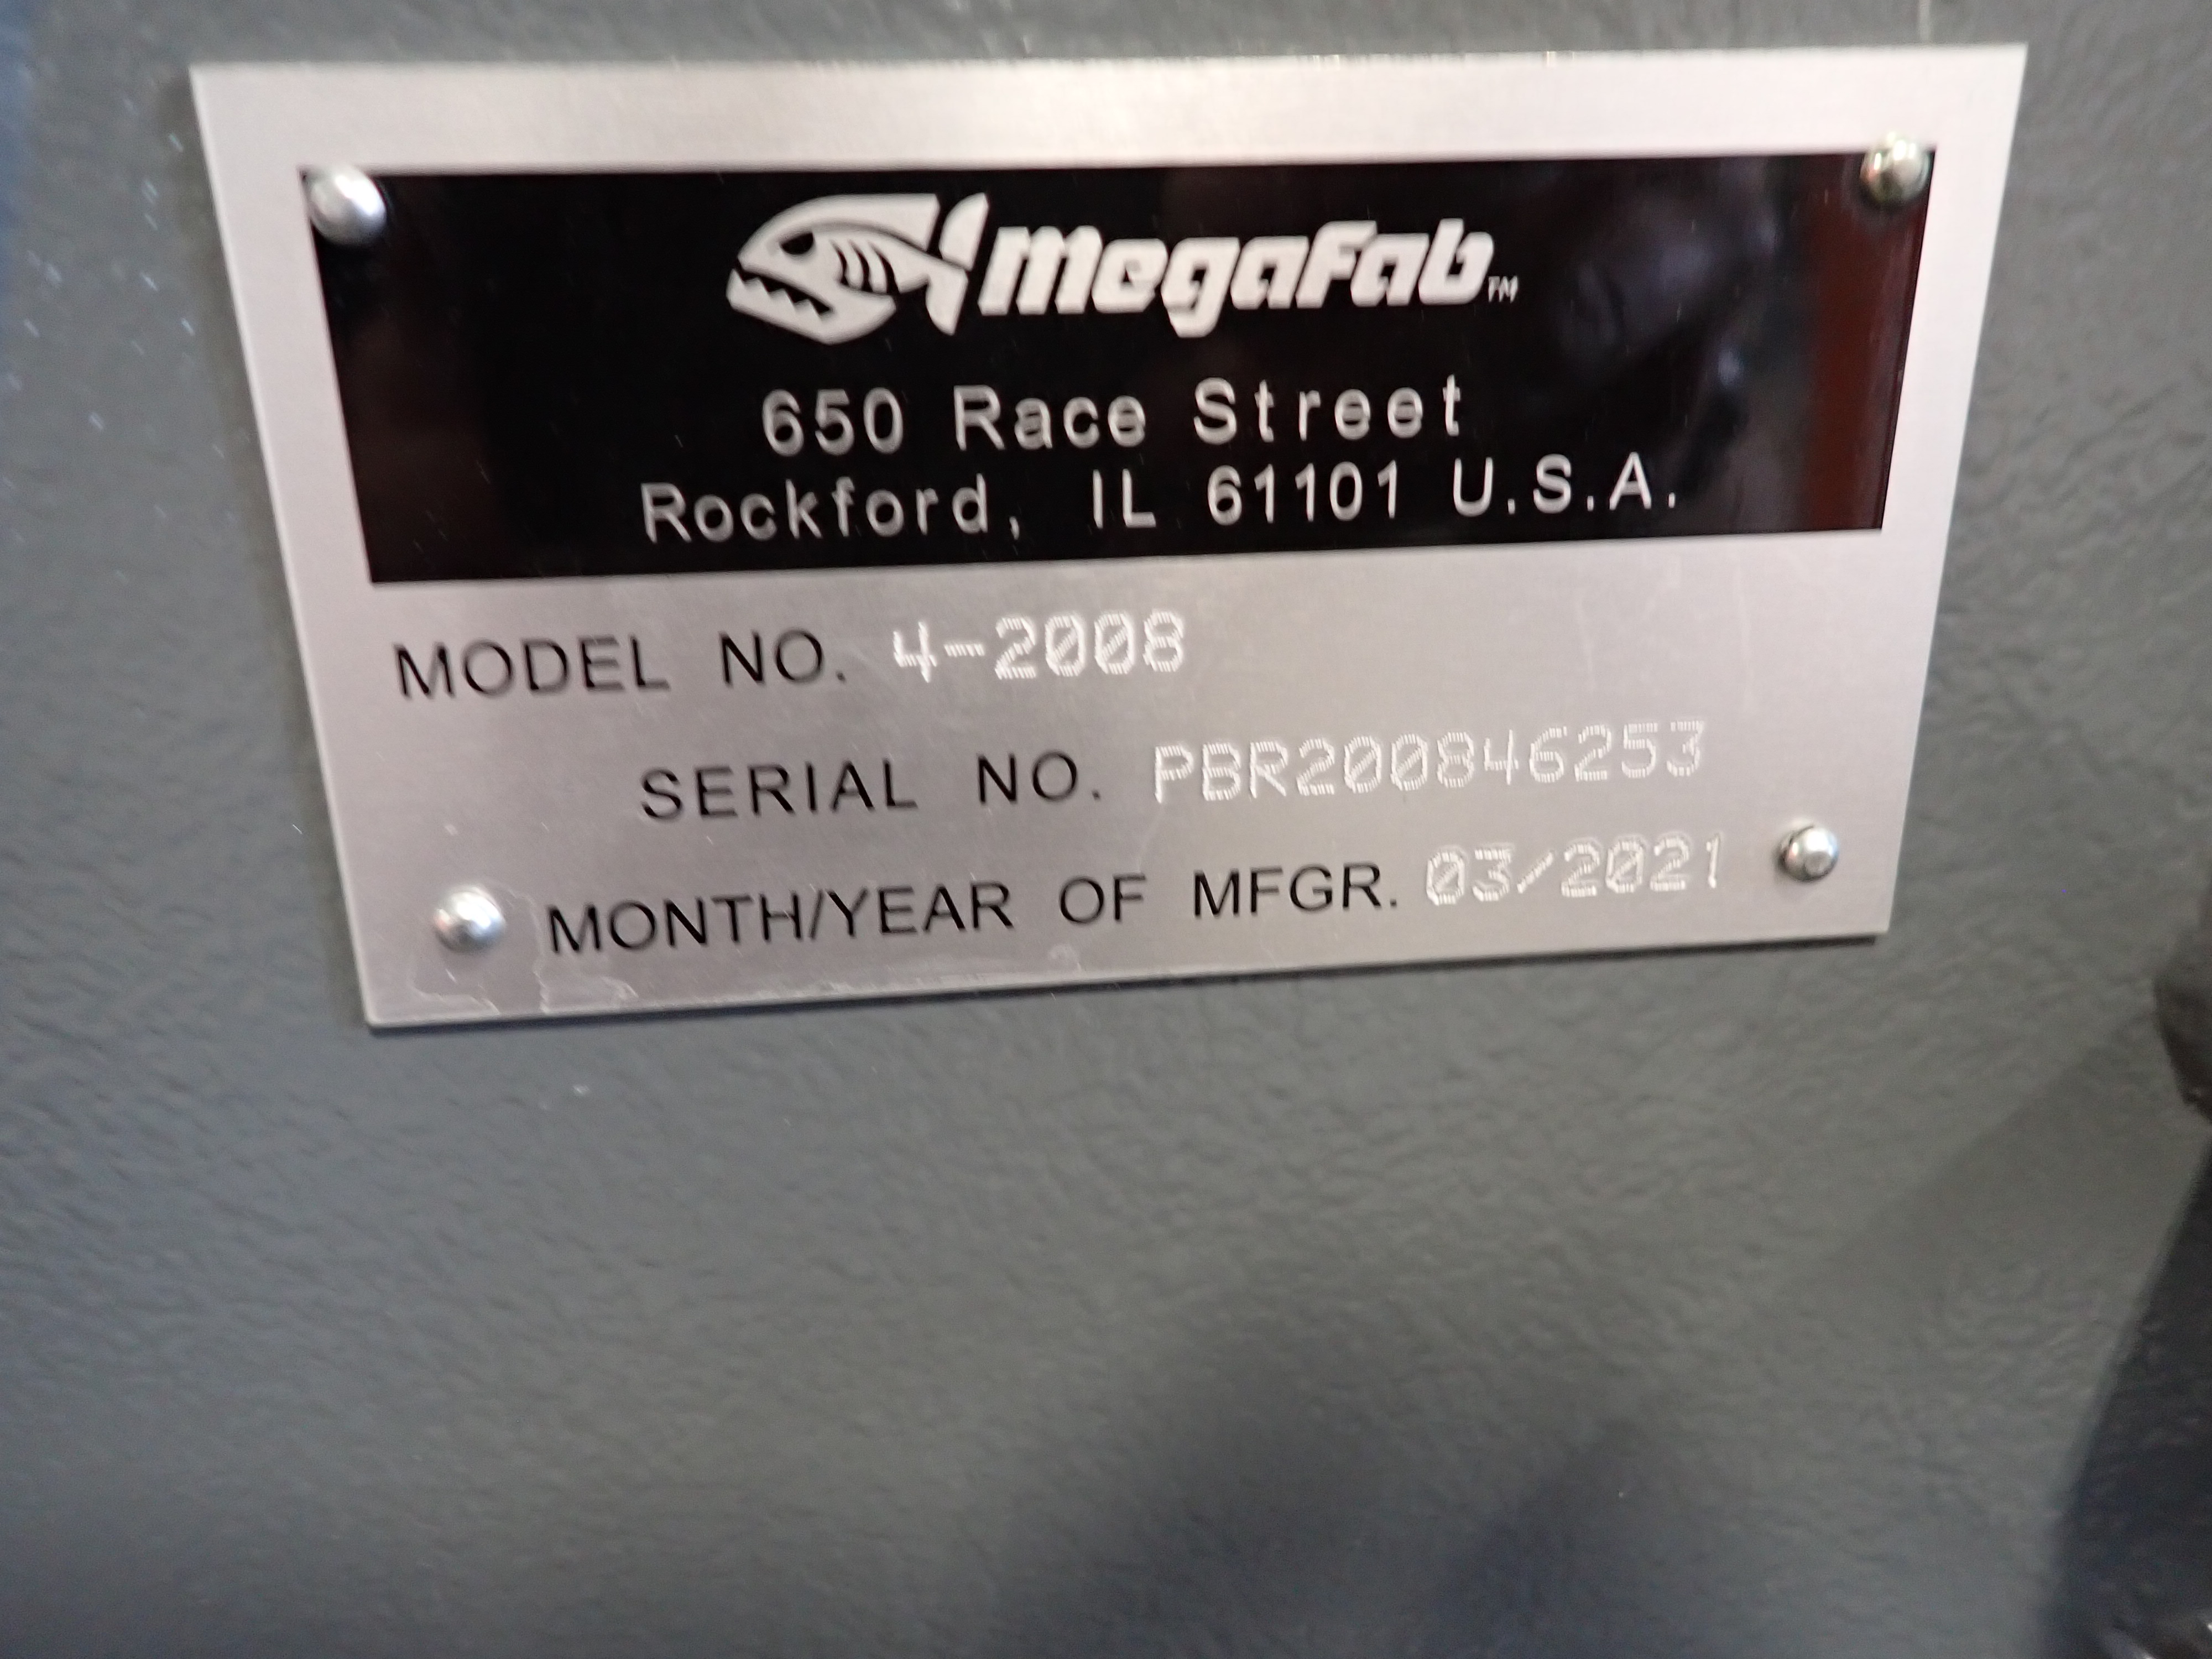 MegaFab™
650 Race Street
Rockford, IL 61101 U.S.A.
MODEL NO. 4-2008
SERIAL NO. PBR200846253
MONTH/YEAR OF MFGR. 03/2021